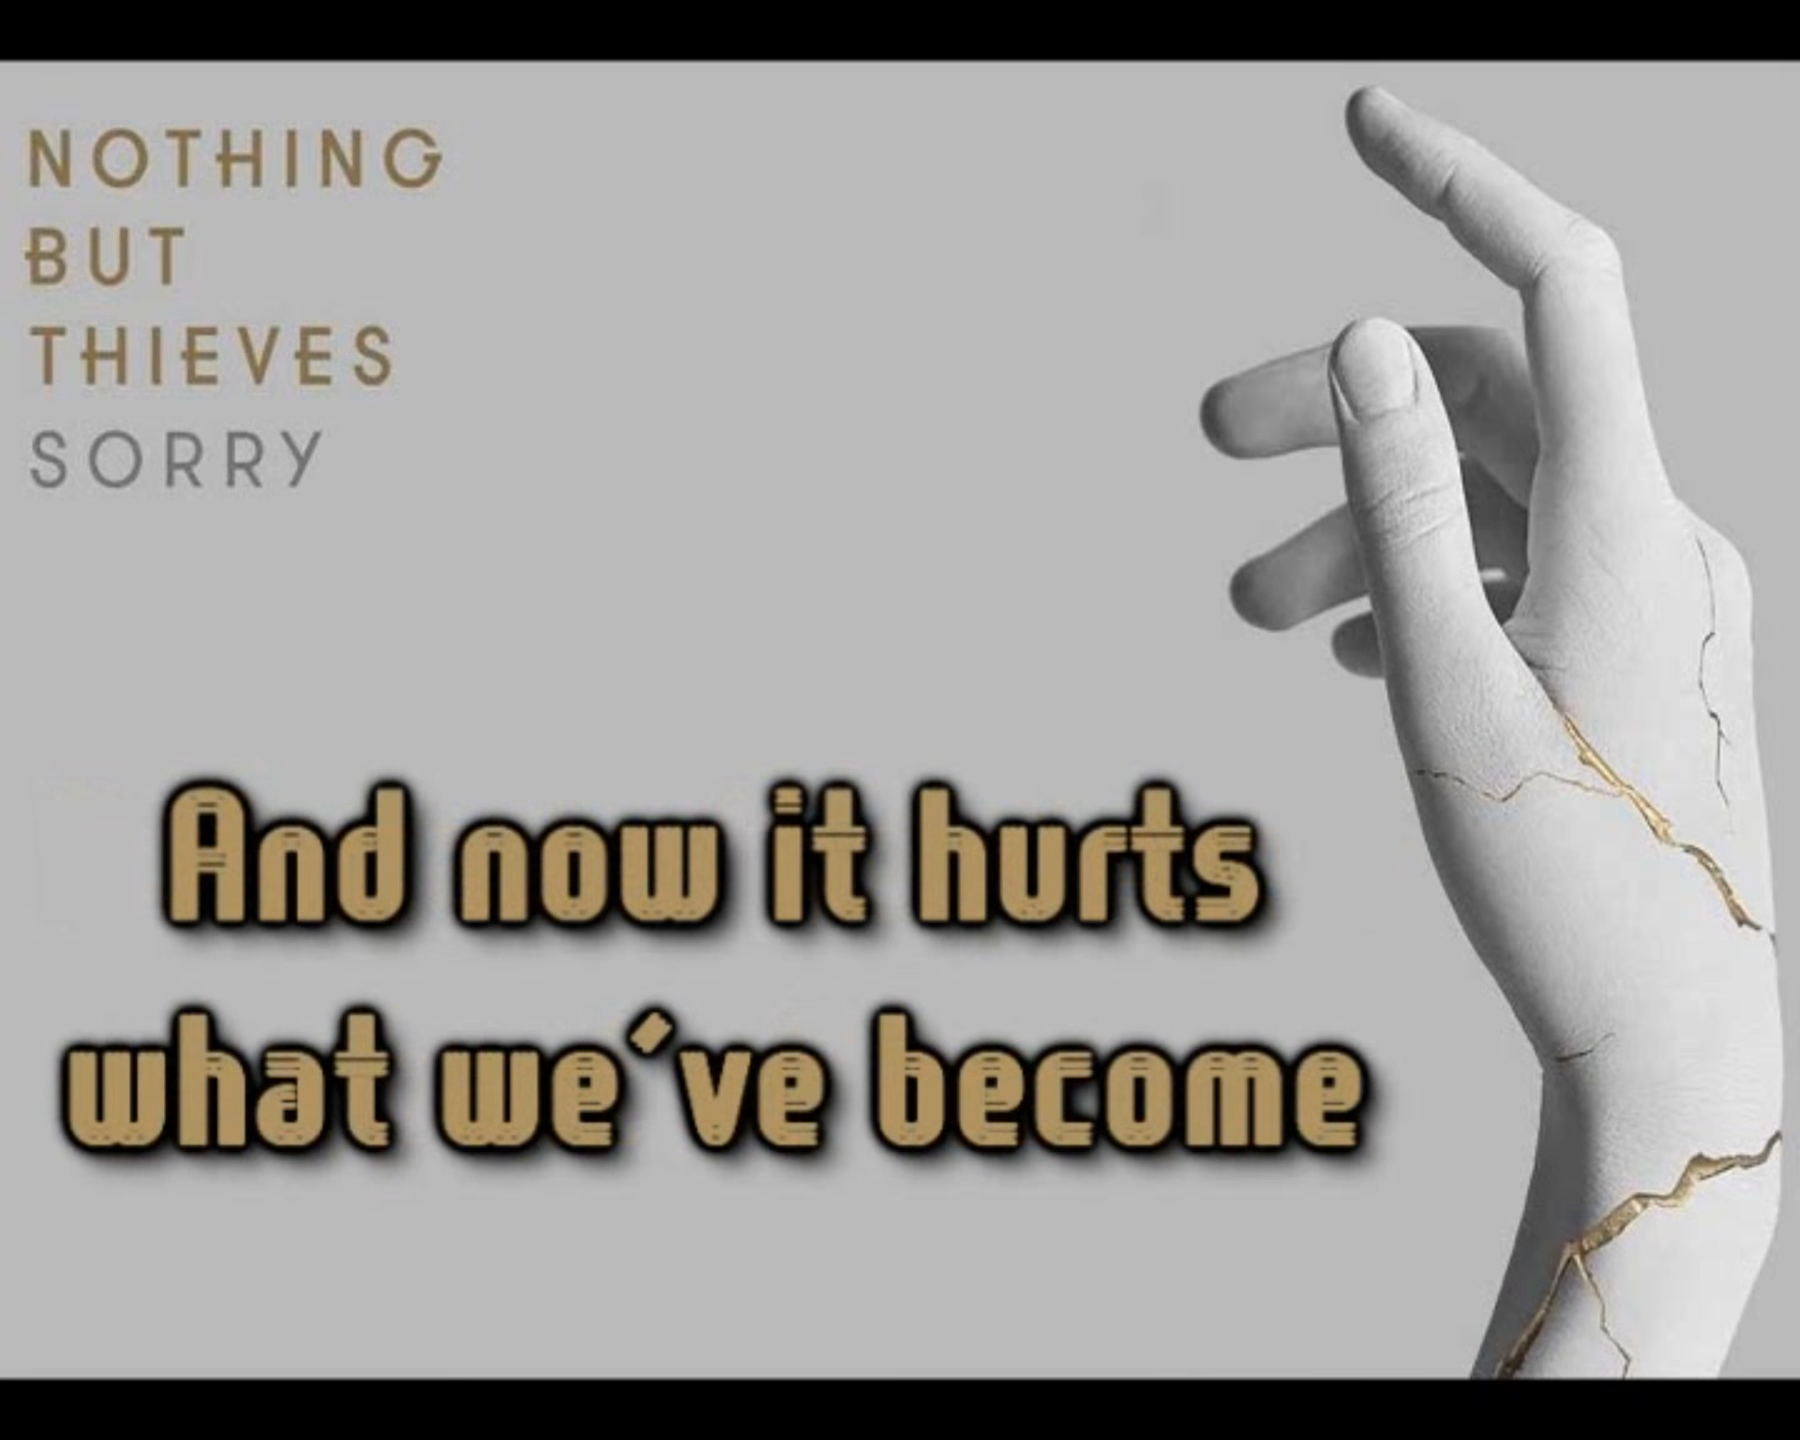 NOTHING
BUT
THIEVES
SORRY
And now it hurts
what we´ve become